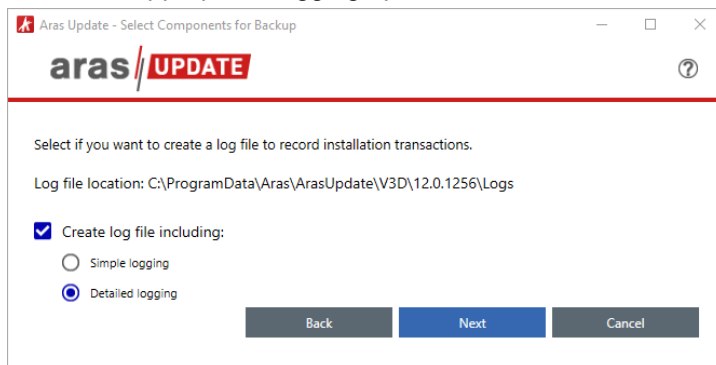 Aras Update - Select Components for Backup
aras UPDATE
?
Select if you want to create a log file to record installation transactions.
Log file location: C:\ProgramData\Aras\ArasUpdate\V3D\12.0.1256\Logs
Create log file including:
Simple logging
Detailed logging
Back Next Cancel